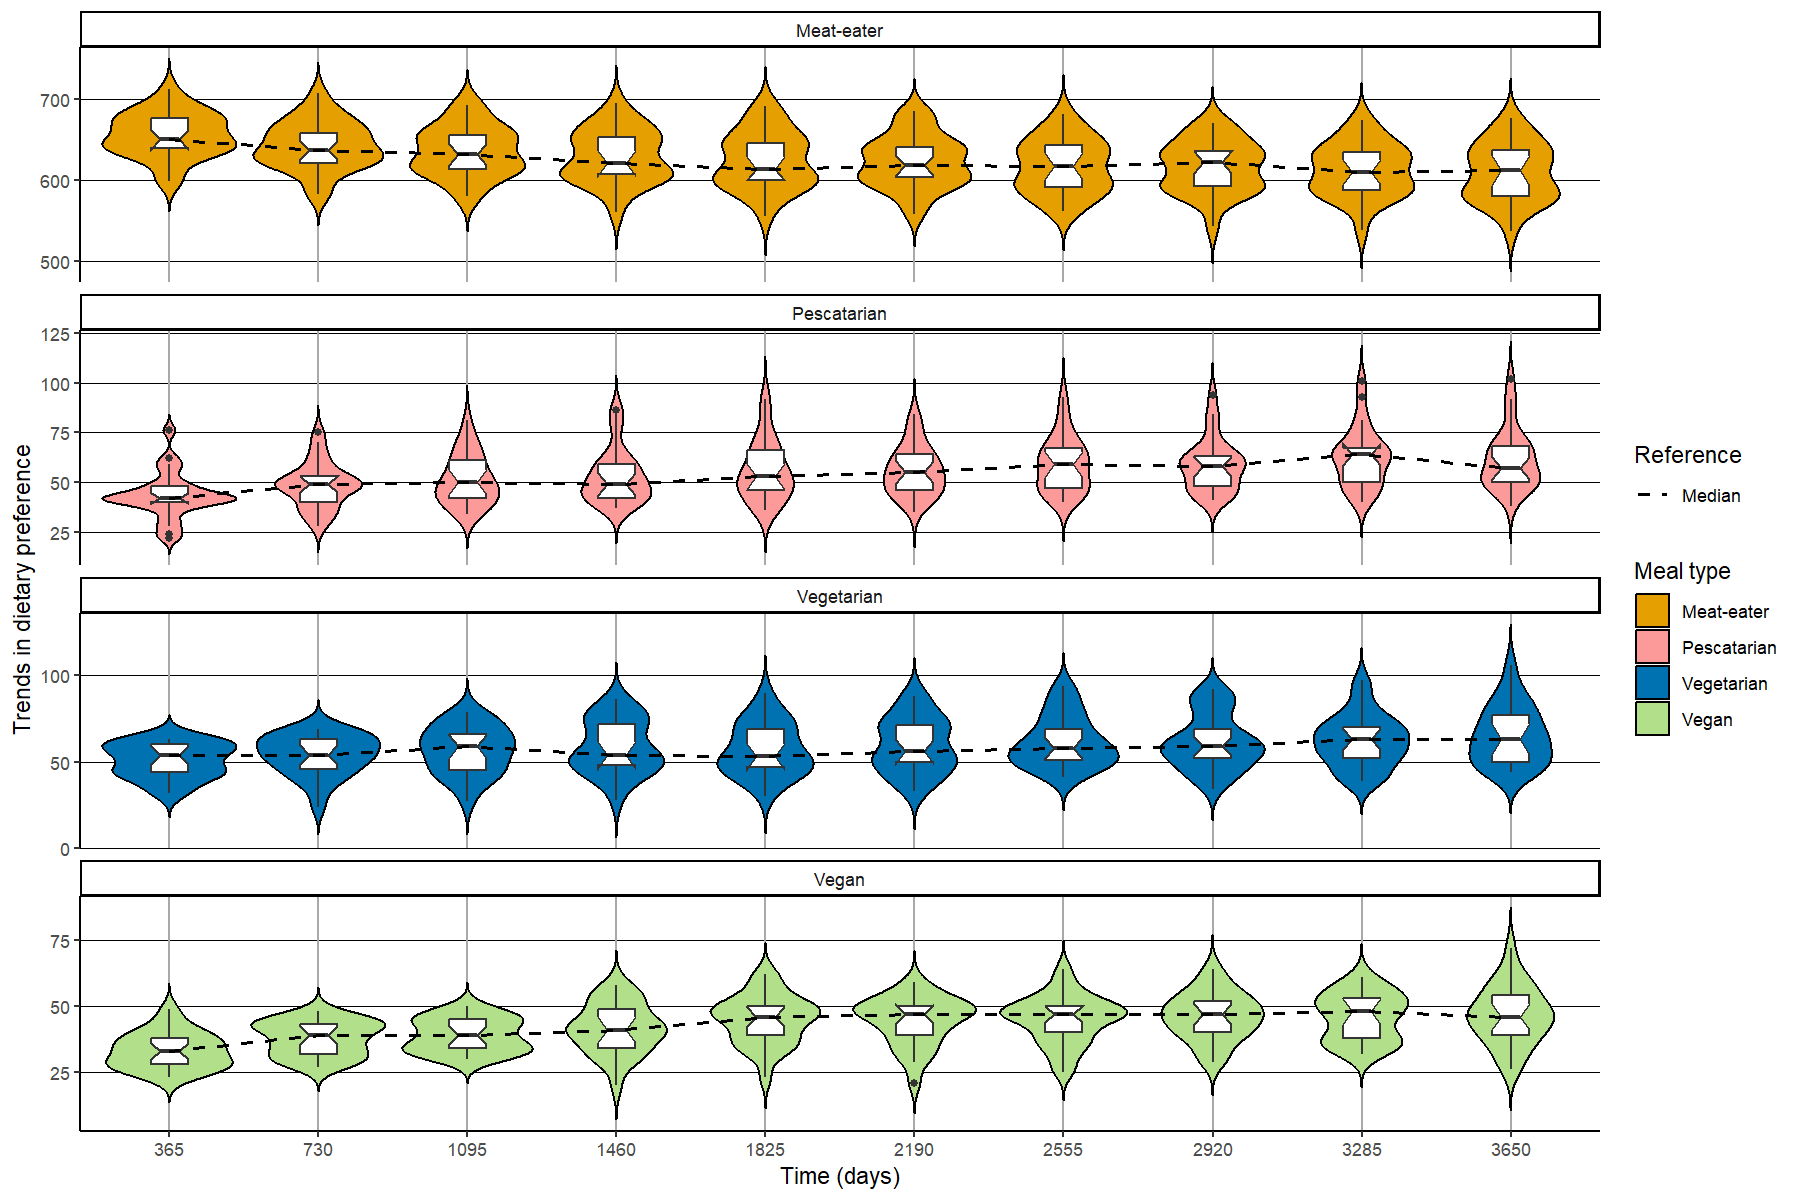 Meat-eater
700
600
500
Pescatarian
125
100
75
50
25
Vegetarian
100
50
0
Vegan
75
50
25
365 730 1095 1460 1825 2190 2555 2920 3285 3650
Time (days)
Trends in dietary preference
Reference
Median
Meal type
Meat-eater
Pescatarian
Vegetarian
Vegan